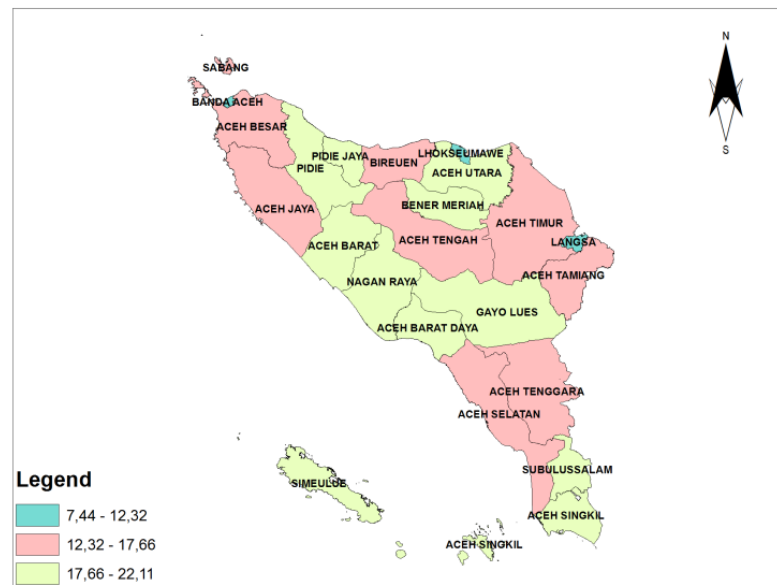 N
S
SABANG
BANDA ACEH
ACEH BESAR
PIDIE JAYA
PIDIE
BIREUEN
LHOKSEUMAWE
ACEH UTARA
BENER MERIAH
ACEH JAYA
ACEH TIMUR
ACEH BARAT
ACEH TENGAH
LANGSA
ACEH TAMIANG
NAGAN RAYA
GAYO LUES
ACEH BARAT DAYA
ACEH TENGGARA
ACEH SELATAN
SUBULUSSALAM
SIMEULUE
ACEH SINGKIL
ACEH SINGKIL
Legend
7,44 - 12,32
12,32 - 17,66
17,66 - 22,11